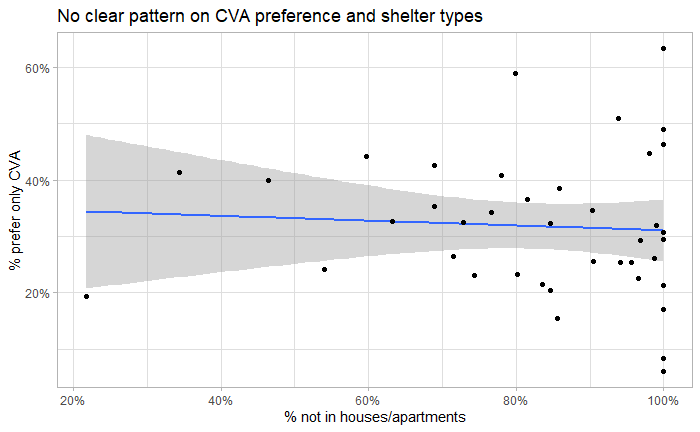 No clear pattern on CVA preference and shelter types
60%
40%
20%
% prefer only CVA
20%
40%
60%
80%
100%
% not in houses/apartments